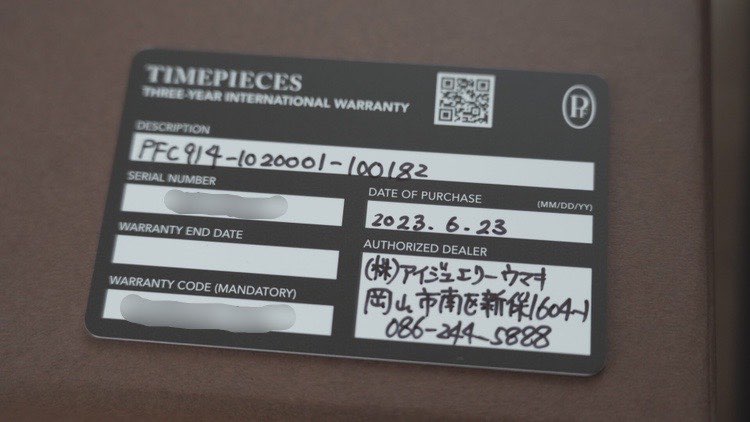 TIMEPIECES
THREE-YEAR INTERNATIONAL WARRANTY
PF
DESCRIPTION
PFC914-1020001-100182
SERIAL NUMBER
DATE OF PURCHASE
(MM/DD/YY)
2023.6.23
WARRANTY END DATE
AUTHORIZED DEALER
(株)アイジュエリーウマキ
岡山市南区新保1604-1
086-244-5888
WARRANTY CODE (MANDATORY)